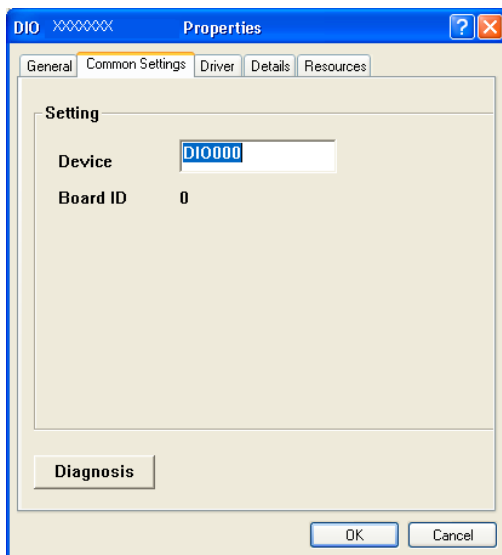 DIO XXXXXXX Properties
General Common Settings Driver Details Resources
Setting
Device DIO000
Board ID 0
Diagnosis
OK Cancel